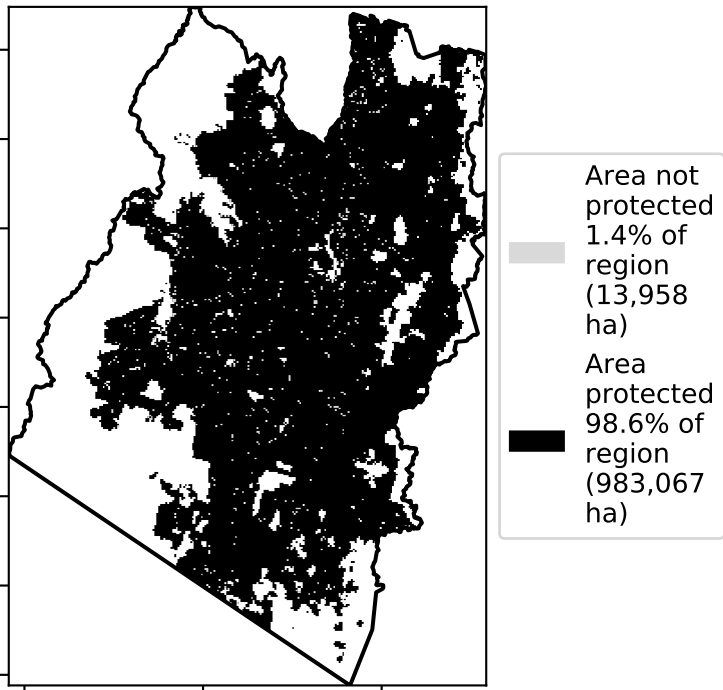 Area not
protected
1.4% of
region
(13,958
ha)
Area
protected
98.6% of
region
(983,067
ha)